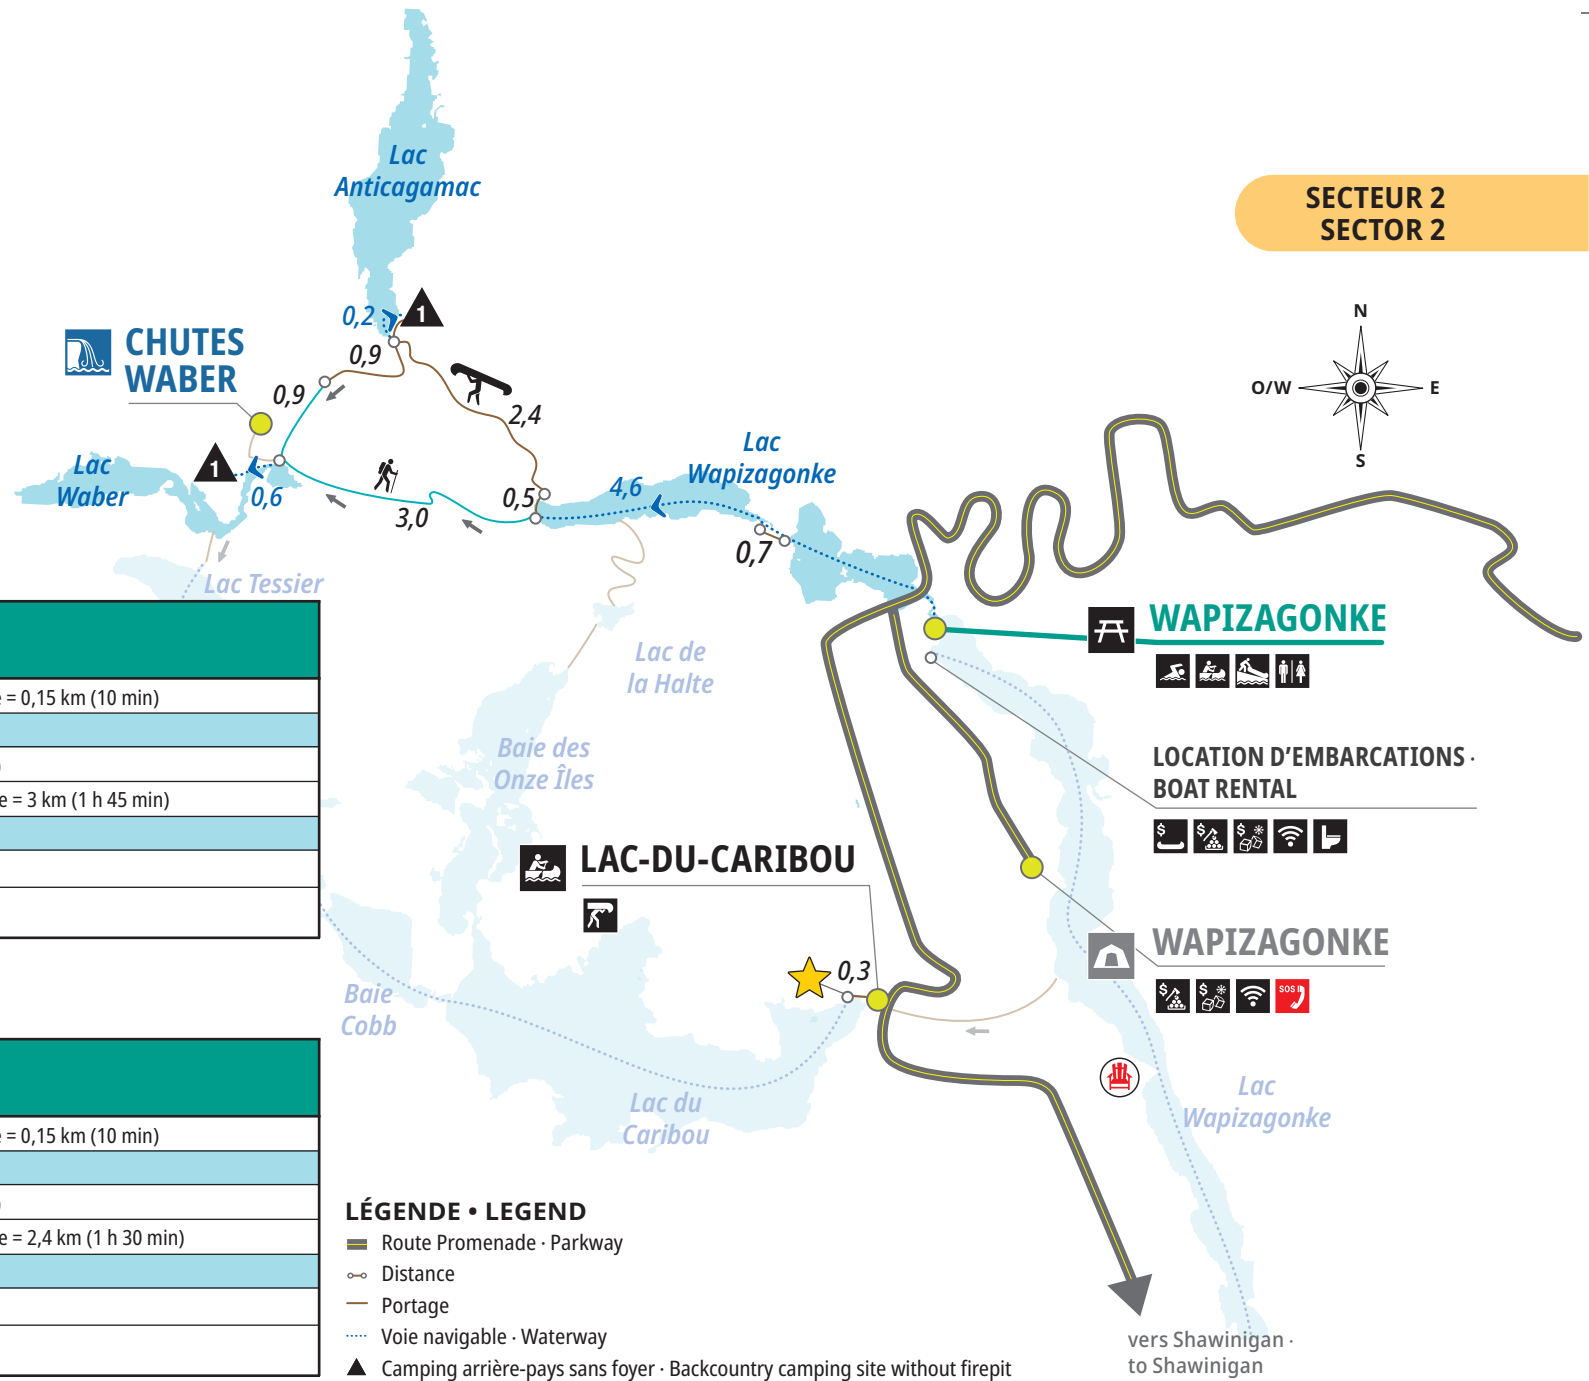 Lac
Anticagamac
SECTEUR 2
SECTOR 2
N
O/W
E
S
0,2
1
0,9
CHUTES
WABER
0,9
2,4
Lac
Wapizagonke
1
Lac
Waber
0,6
3,0
0,5
4,6
0,7
Lac Tessier
WAPIZAGONKE
Lac de
la Halte
= 0,15 km (10 min)
Baie des
Onze Îles
LOCATION D'EMBARCATIONS ·
BOAT RENTAL
$ $ $
)
e = 3 km (1 h 45 min)
LAC-DU-CARIBOU
WAPIZAGONKE
0,3
$ $ SOS
Baie
Cobb
Lac du
Caribou
Lac
Wapizagonke
e = 0,15 km (10 min)
)
e = 2,4 km (1 h 30 min)
LÉGENDE • LEGEND
Route Promenade · Parkway
Distance
Portage
Voie navigable · Waterway
Camping arrière-pays sans foyer · Backcountry camping site without firepit
vers Shawinigan ·
to Shawinigan